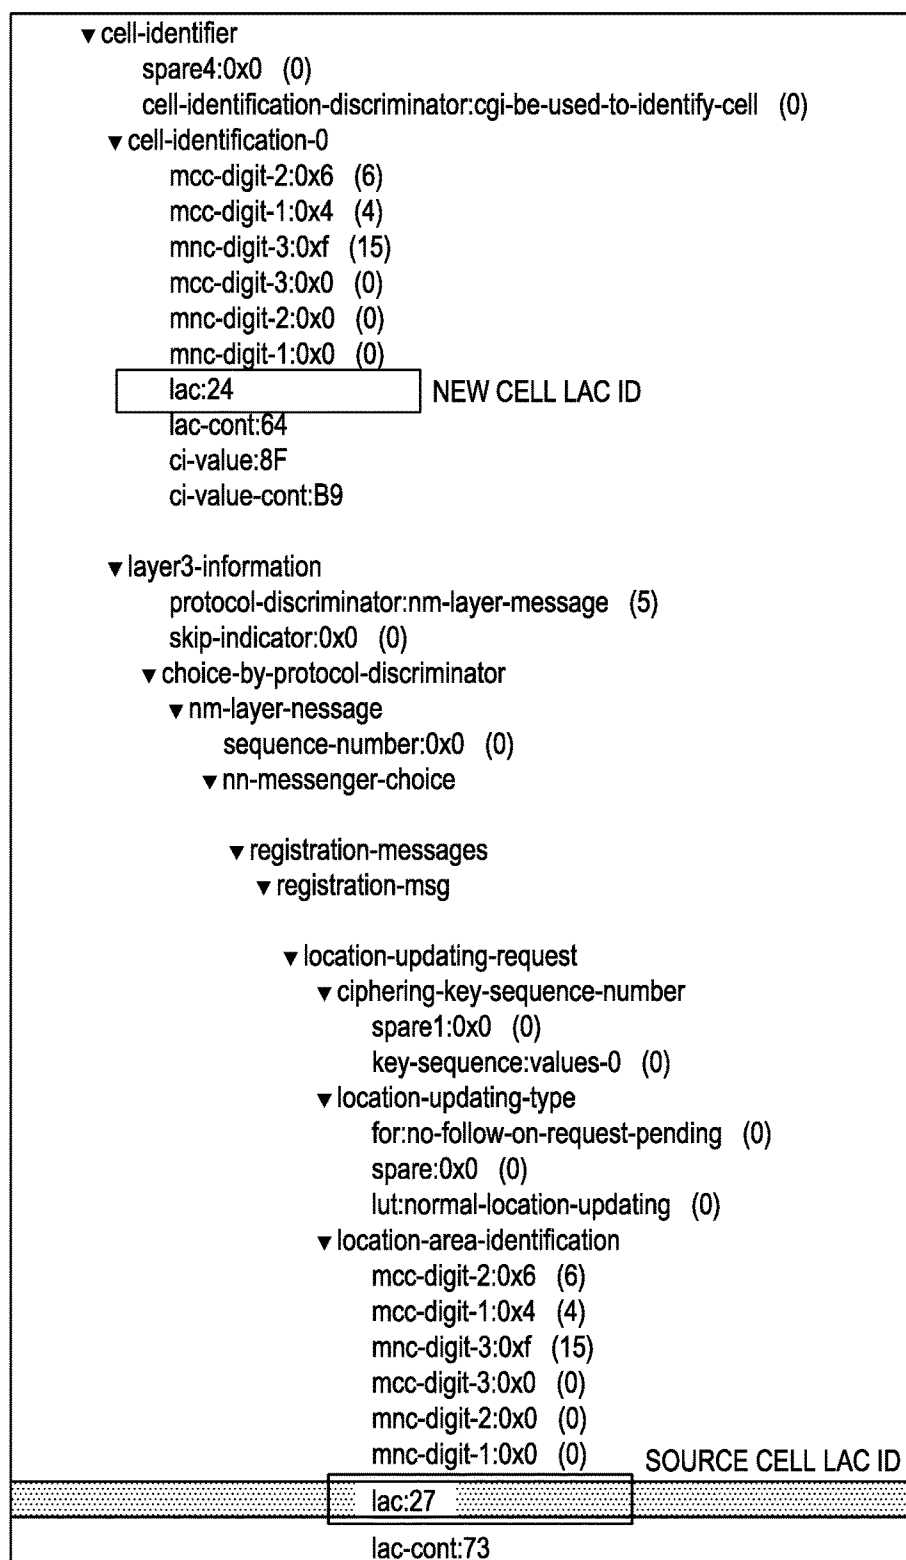 ▼ cell-identifier
spare4:0x0 (0)
cell-identification-discriminator:cgi-be-used-to-identify-cell (0)
▼ cell-identification-0
mcc-digit-2:0x6 (6)
mcc-digit-1:0x4 (4)
mnc-digit-3:0xf (15)
mcc-digit-3:0x0 (0)
mnc-digit-2:0x0 (0)
mnc-digit-1:0x0 (0)
lac:24 NEW CELL LAC ID
lac-cont:64
ci-value:8F
ci-value-cont:B9
▼ layer3-information
protocol-discriminator:nm-layer-message (5)
skip-indicator:0x0 (0)
▼ choice-by-protocol-discriminator
▼ nm-layer-nessage
sequence-number:0x0 (0)
▼ nn-messenger-choice
▼ registration-messages
▼ registration-msg
▼ location-updating-request
▼ ciphering-key-sequence-number
spare1:0x0 (0)
key-sequence:values-0 (0)
▼ location-updating-type
for:no-follow-on-request-pending (0)
spare:0x0 (0)
lut:normal-location-updating (0)
▼ location-area-identification
mcc-digit-2:0x6 (6)
mcc-digit-1:0x4 (4)
mnc-digit-3:0xf (15)
mcc-digit-3:0x0 (0)
mnc-digit-2:0x0 (0)
mnc-digit-1:0x0 (0) SOURCE CELL LAC ID
lac:27
lac-cont:73